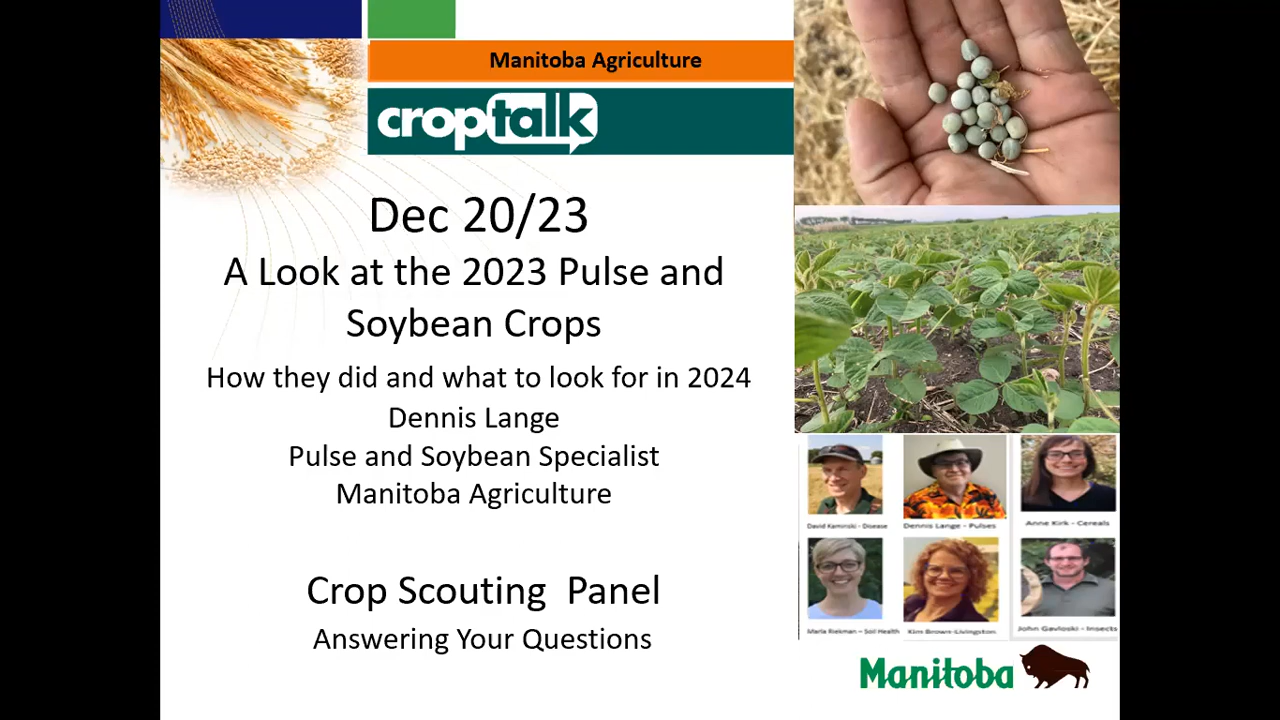 Manitoba Agriculture
croptalk
Dec 20/23
A Look at the 2023 Pulse and
Soybean Crops
How they did and what to look for in 2024
Dennis Lange
Pulse and Soybean Specialist
Manitoba Agriculture
Crop Scouting Panel
Answering Your Questions
David Kaminski - Disease
Dennis Lange - Pulses
Anne Kirk - Cereals
Marla Riekman – Soil Health
Kim Brown-Livingston
John Gavloski - Insects
Manitoba